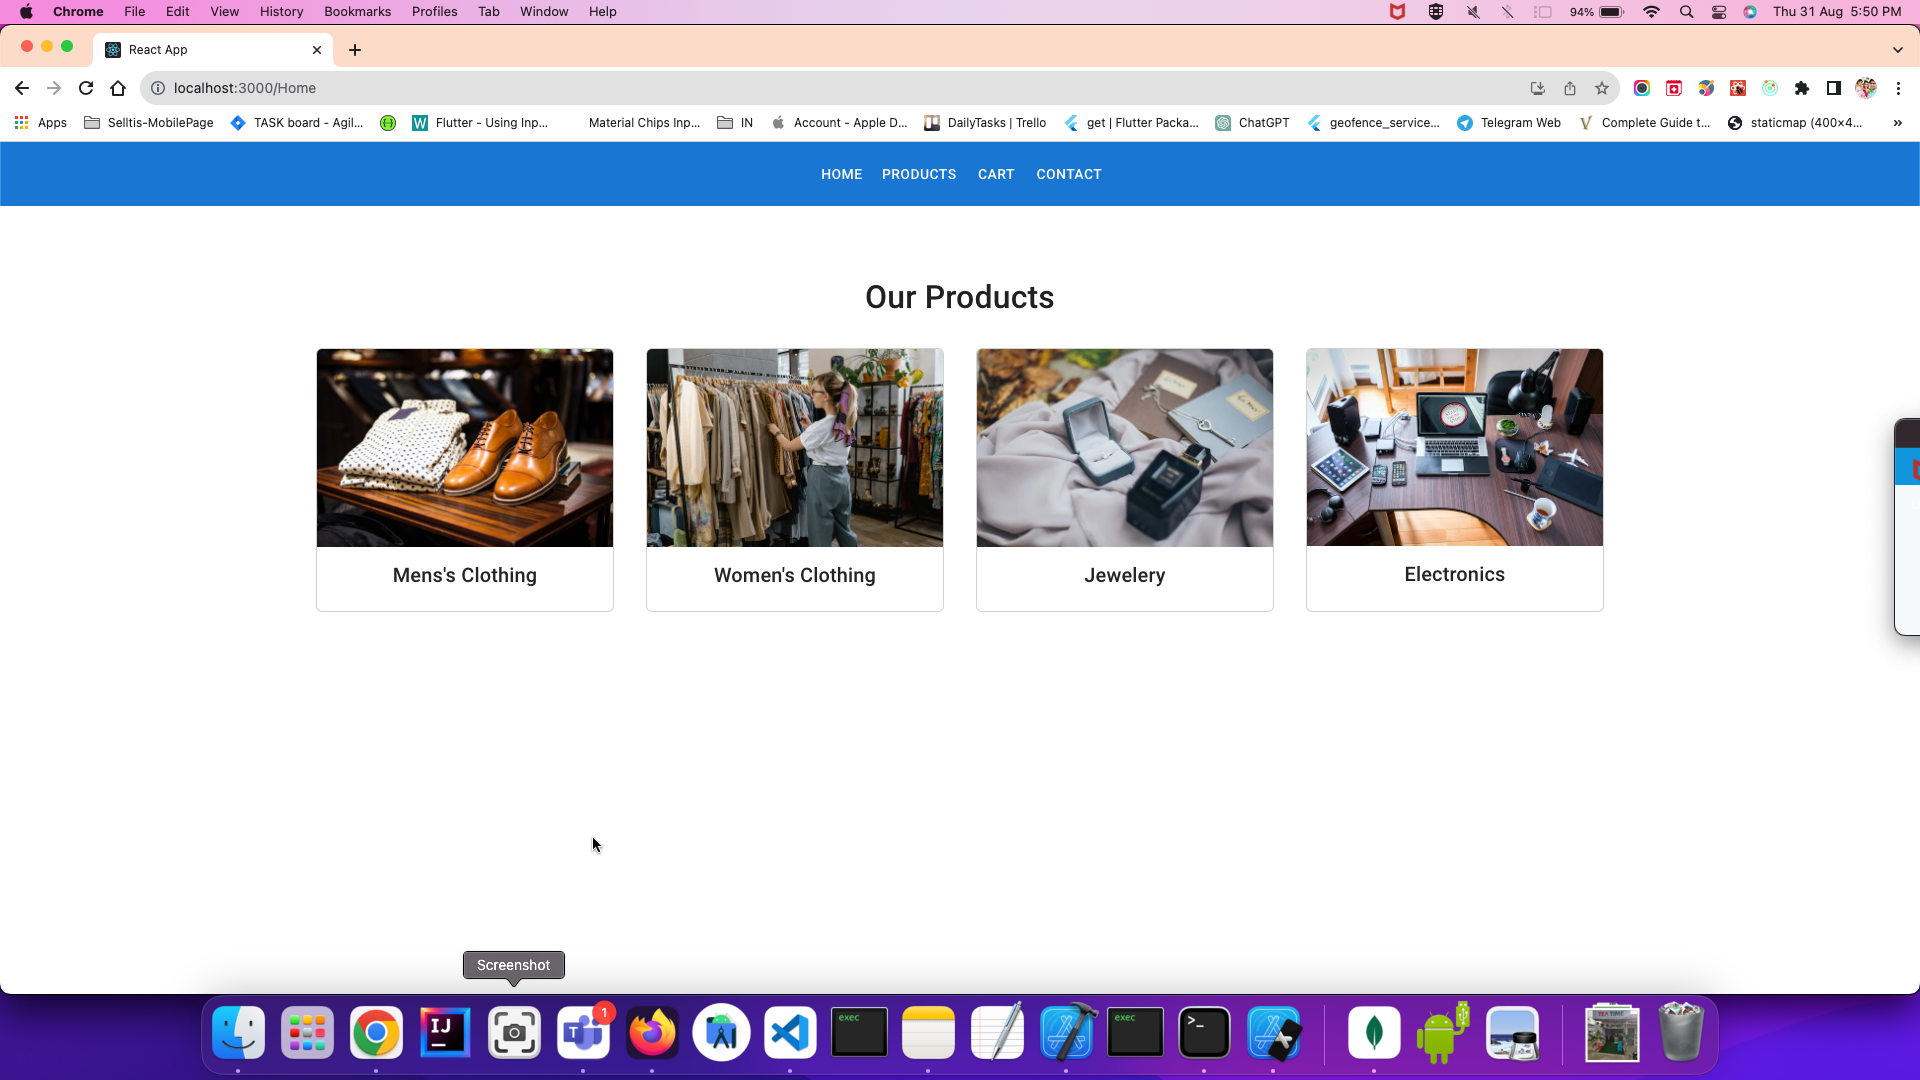 Chrome File Edit View History Bookmarks Profiles Tab Window Help 94% Thu 31 Aug 5:50 PM
React App
localhost:3000/Home
Apps Selltis-MobilePage TASK board - Agil... Flutter - Using Inp... Material Chips Inp... IN Account - Apple D... DailyTasks | Trello get | Flutter Packa... ChatGPT geofence_service... Telegram Web Complete Guide t... staticmap (400×4... »
HOME PRODUCTS CART CONTACT
Our Products
Mens's Clothing Women's Clothing Jewelery Electronics
Screenshot
IJ 1 exec exec >_